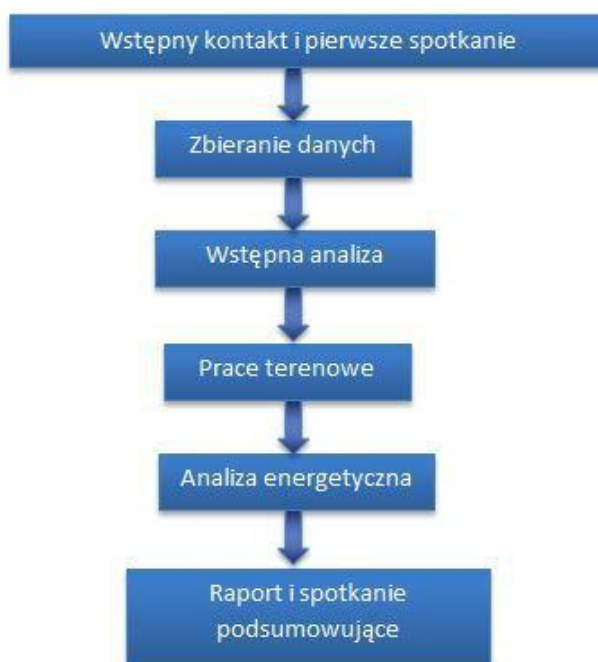 Wstępny kontakt i pierwsze spotkanie
Zbieranie danych
Wstępna analiza
Prace terenowe
Analiza energetyczna
Raport i spotkanie
podsumowujące